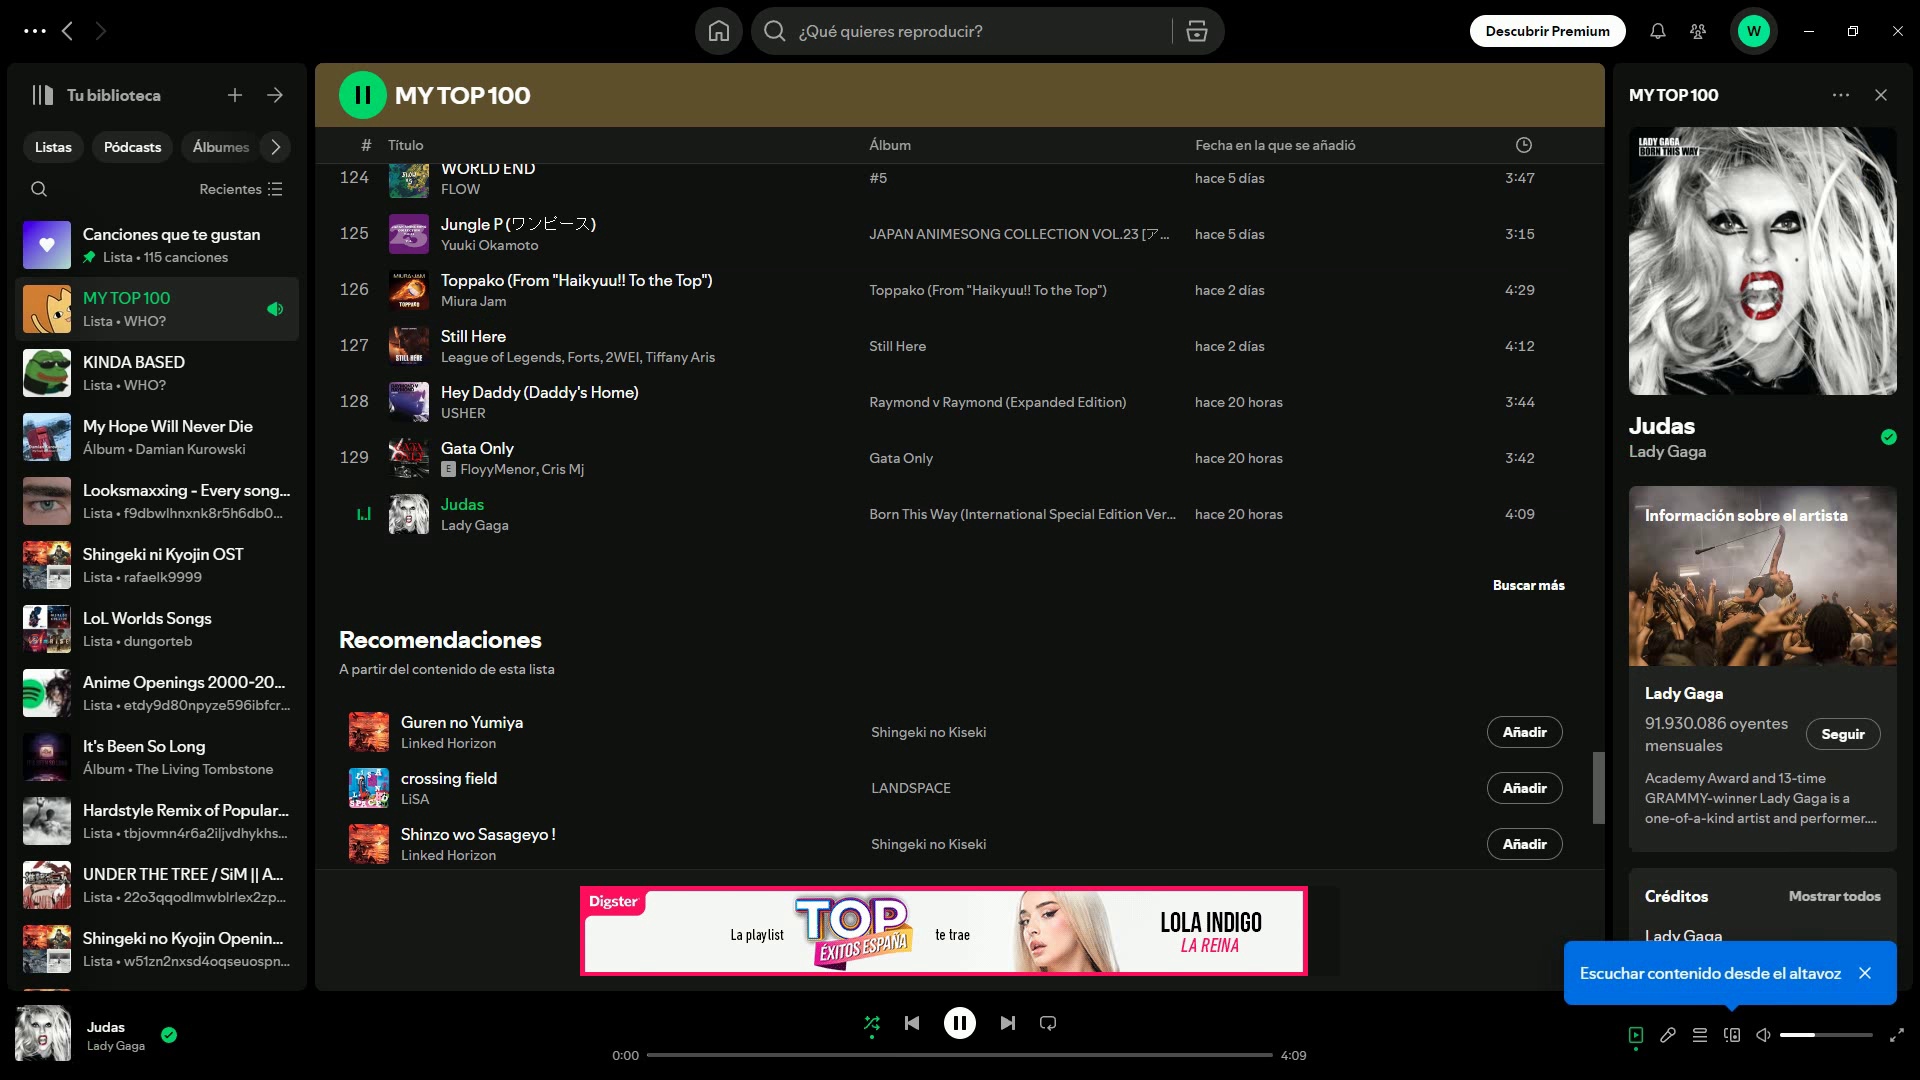 ¿Qué quieres reproducir?
Descubrir Premium
W
Tu biblioteca
Listas
Pódcasts
Álbumes
Recientes
Canciones que te gustan
Lista • 115 canciones
MY TOP 100
Lista • WHO?
KINDA BASED
Lista • WHO?
My Hope Will Never Die
Álbum • Damian Kurowski
Looksmaxxing - Every song...
Lista • f9dbwlhnxnk8r5h6db0...
Shingeki ni Kyojin OST
Lista • rafaelk9999
LoL Worlds Songs
Lista • dungorteb
Anime Openings 2000-20...
Lista • etdy9d80npyze596ibfcr...
It's Been So Long
Álbum • The Living Tombstone
Hardstyle Remix of Popular...
Lista • tbjovmn4r6a2iljvdhykhs...
UNDER THE TREE / SiM || A...
Lista • 22o3qqodlmwblrlex2zp...
Shingeki no Kyojin Openin...
Lista • w51zn2nxsd4oqseuospn...
MY TOP 100
# Título Álbum Fecha en la que se añadió
124 WORLD END #5 hace 5 días 3:47
FLOW
125 Jungle P (ワンピース) JAPAN ANIMESONG COLLECTION VOL.23 [ア... hace 5 días 3:15
Yuuki Okamoto
126 Toppako (From "Haikyuu!! To the Top") Toppako (From "Haikyuu!! To the Top") hace 2 días 4:29
Miura Jam
127 Still Here Still Here hace 2 días 4:12
League of Legends, Forts, 2WEI, Tiffany Aris
128 Hey Daddy (Daddy's Home) Raymond v Raymond (Expanded Edition) hace 20 horas 3:44
USHER
129 Gata Only Gata Only hace 20 horas 3:42
E FloyyMenor, Cris Mj
Judas Born This Way (International Special Edition Ver... hace 20 horas 4:09
Lady Gaga
Buscar más
Recomendaciones
A partir del contenido de esta lista
Guren no Yumiya Shingeki no Kiseki Añadir
Linked Horizon
crossing field LANDSPACE Añadir
LiSA
Shinzo wo Sasageyo ! Shingeki no Kiseki Añadir
Linked Horizon
Digster
La playlist TOP ÉXITOS ESPAÑA te trae
LOLA INDIGO
LA REINA
MY TOP 100
LADY GAGA
BORN THIS WAY
Judas
Lady Gaga
Información sobre el artista
Lady Gaga
91.930.086 oyentes
mensuales
Seguir
Academy Award and 13-time
GRAMMY-winner Lady Gaga is a
one-of-a-kind artist and performer....
Créditos Mostrar todos
Lady Gaga
Escuchar contenido desde el altavoz
Judas
Lady Gaga
0:00 4:09